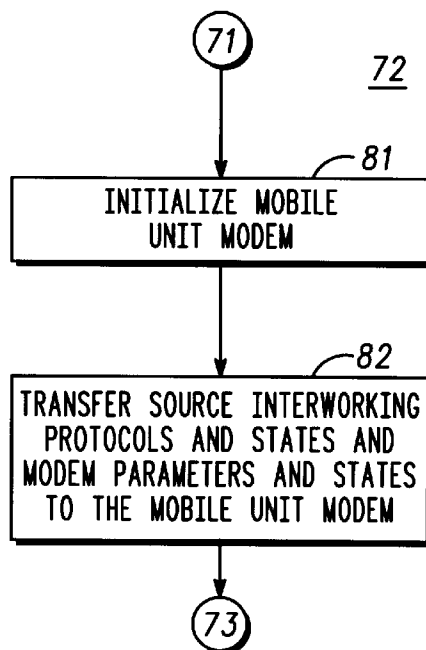 71
72
81
INITIALIZE MOBILE
UNIT MODEM
82
TRANSFER SOURCE INTERWORKING
PROTOCOLS AND STATES AND
MODEM PARAMETERS AND STATES
TO THE MOBILE UNIT MODEM
73